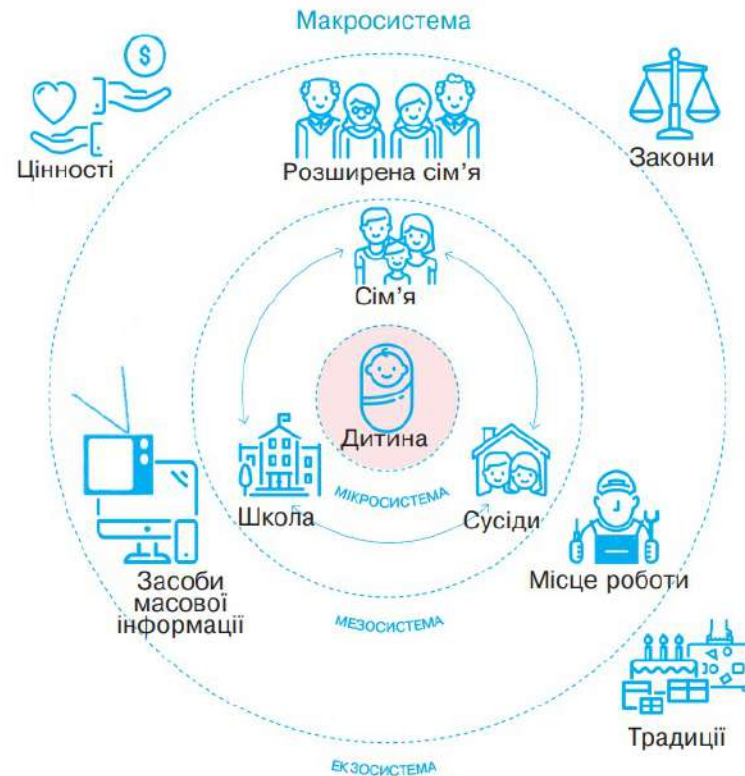 Макросистема
$
Цінності
Розширена сім’я
Закони
Сім’я
Дитина
МІКРОСИСТЕМА
Школа
Сусіди
Засоби
масової
інформації
Місце роботи
МЕЗОСИСТЕМА
Традиції
ЕКЗОСИСТЕМА